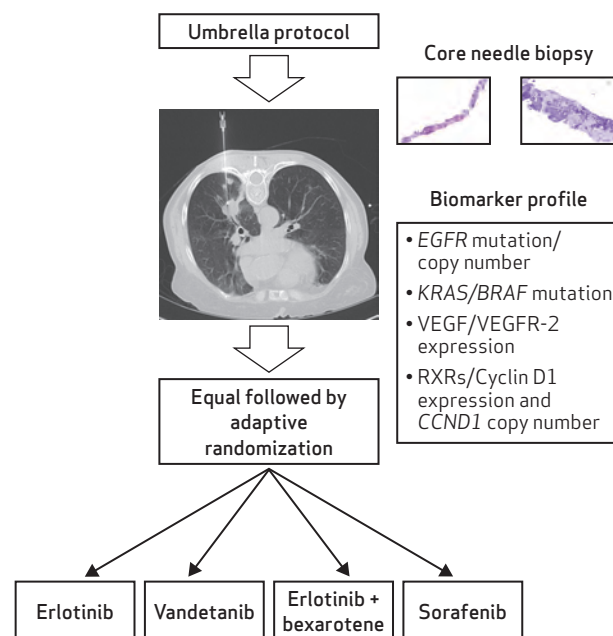 Umbrella protocol
Core needle biopsy
Biomarker profile
• EGFR mutation/
copy number
• KRAS/BRAF mutation
• VEGF/VEGFR-2
expression
• RXRs/Cyclin D1
expression and
CCND1 copy number
Equal followed by
adaptive
randomization
Erlotinib
Vandetanib
Erlotinib +
bexarotene
Sorafenib